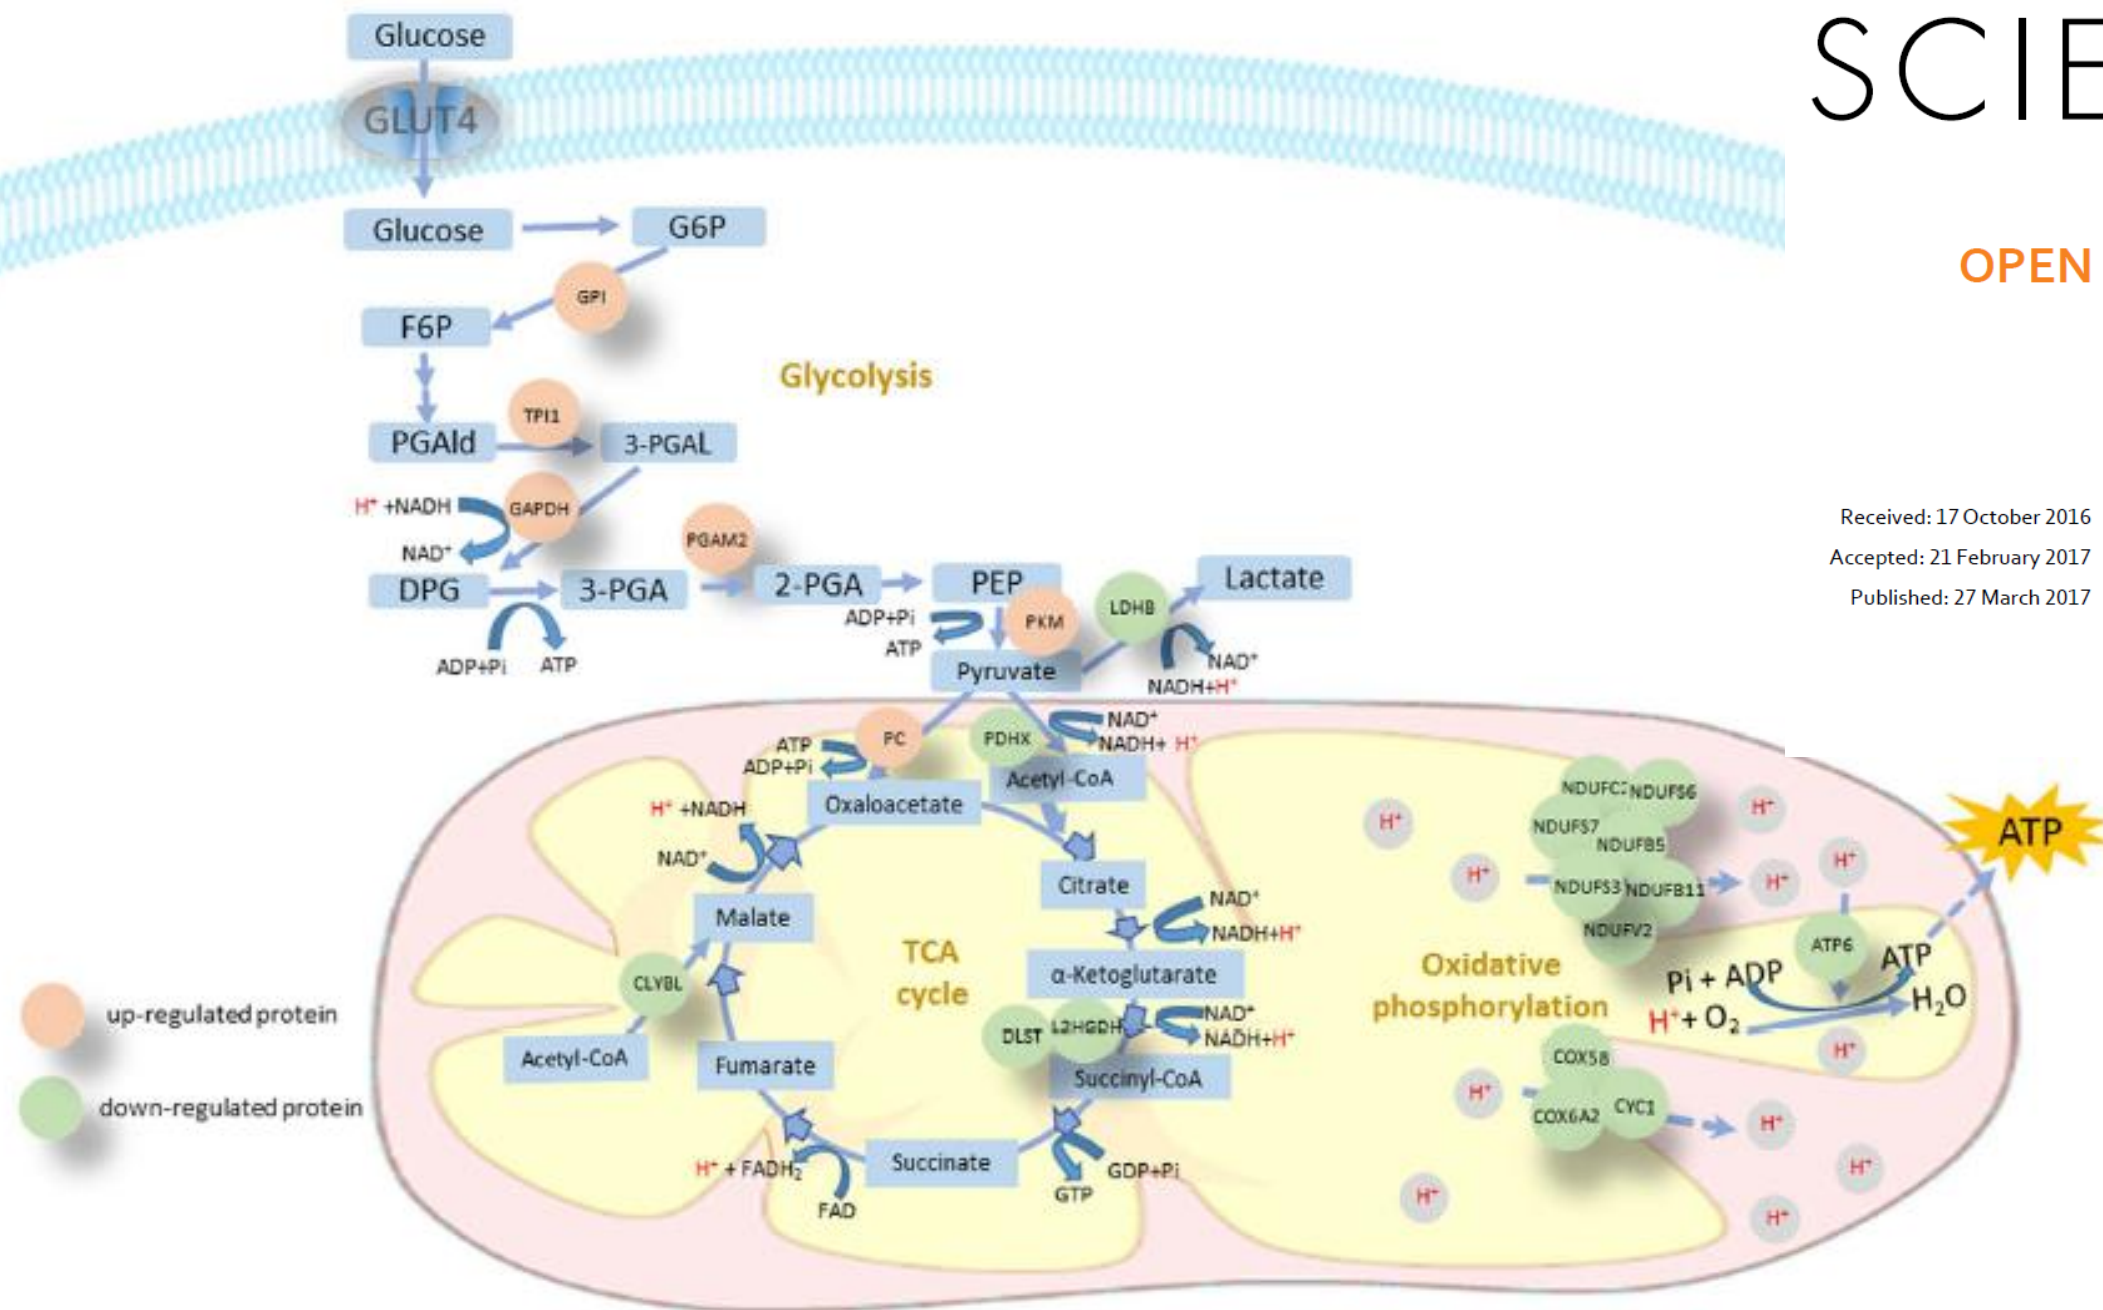 Glucose
SCIE
GLUT4
Glucose
G6P
OPEN
GPI
F6P
Glycolysis
TPI1
PGAld
3-PGAL
H⁺ +NADH
GAPDH
NAD⁺
PGAM2
Received: 17 October 2016
Accepted: 21 February 2017
Published: 27 March 2017
DPG
3-PGA
2-PGA
PEP
Lactate
LDHB
ADP+Pi
ATP
PKM
ADP+Pi
ATP
Pyruvate
NAD⁺
NADH+H⁺
PC
PDHX
NAD⁺
NADH+ H⁺
ATP
ADP+Pi
Acetyl-CoA
Oxaloacetate
H⁺ +NADH
NAD⁺
Citrate
NAD⁺
NADH+H⁺
Malate
TCA
cycle
α-Ketoglutarate
CLYBL
NAD⁺
NADH+H⁺
DLST
L2HGDH
Acetyl-CoA
Fumarate
Succinyl-CoA
Succinate
H⁺ + FADH₂
FAD
GDP+Pi
GTP
up-regulated protein
down-regulated protein
NDUFS6
NDUFS7
NDUFB5
NDUFS3
NDUFB11
NDUFV2
H⁺
H⁺
H⁺
H⁺
H⁺
ATP
ATP6
Oxidative
phosphorylation
Pi + ADP
ATP
H⁺+ O₂
H₂O
H⁺
COX5B
COX6A2
CYC1
H⁺
H⁺
H⁺
H⁺
H⁺